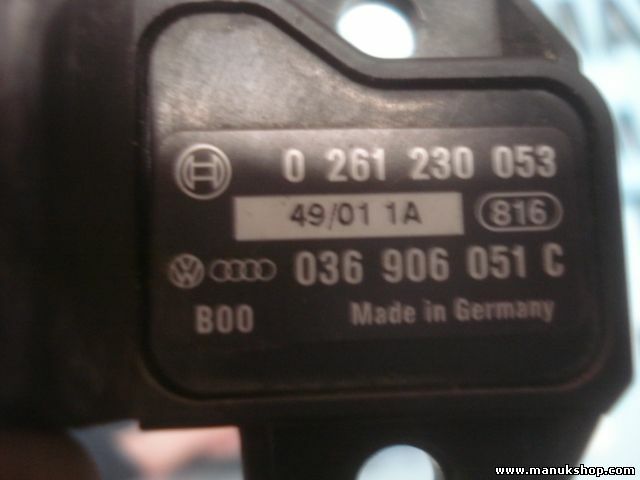 0 261 230 053
49/01 1A 816
036 906 051 C
B00 Made in Germany
www.manukshop.com